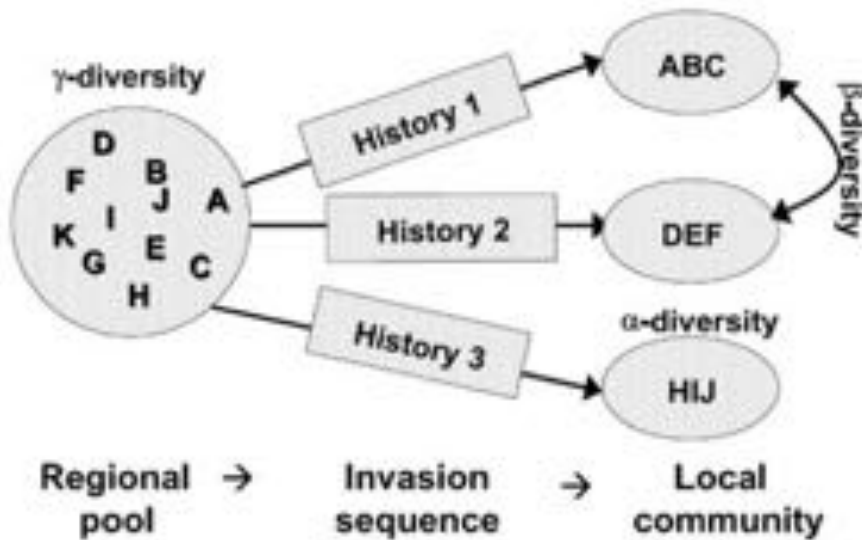 γ-diversity
D
B
F
J
A
I
K
E
G
C
H
History 1
History 2
History 3
ABC
DEF
β-diversity
α-diversity
HIJ
Regional → Invasion → Local
pool sequence community